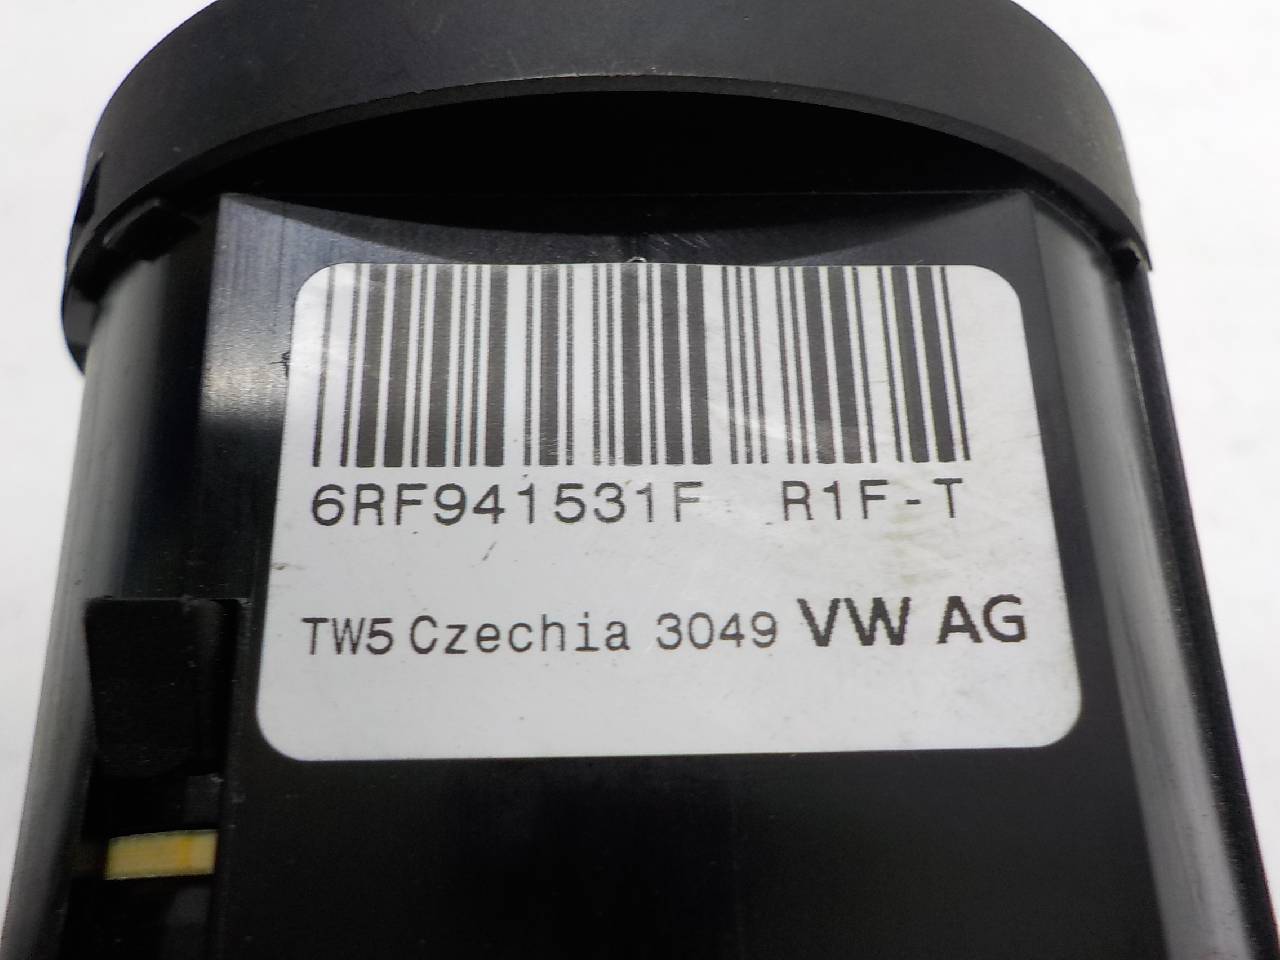 6RF941531F R1F-T
TW5 Czechia 3049 VW AG